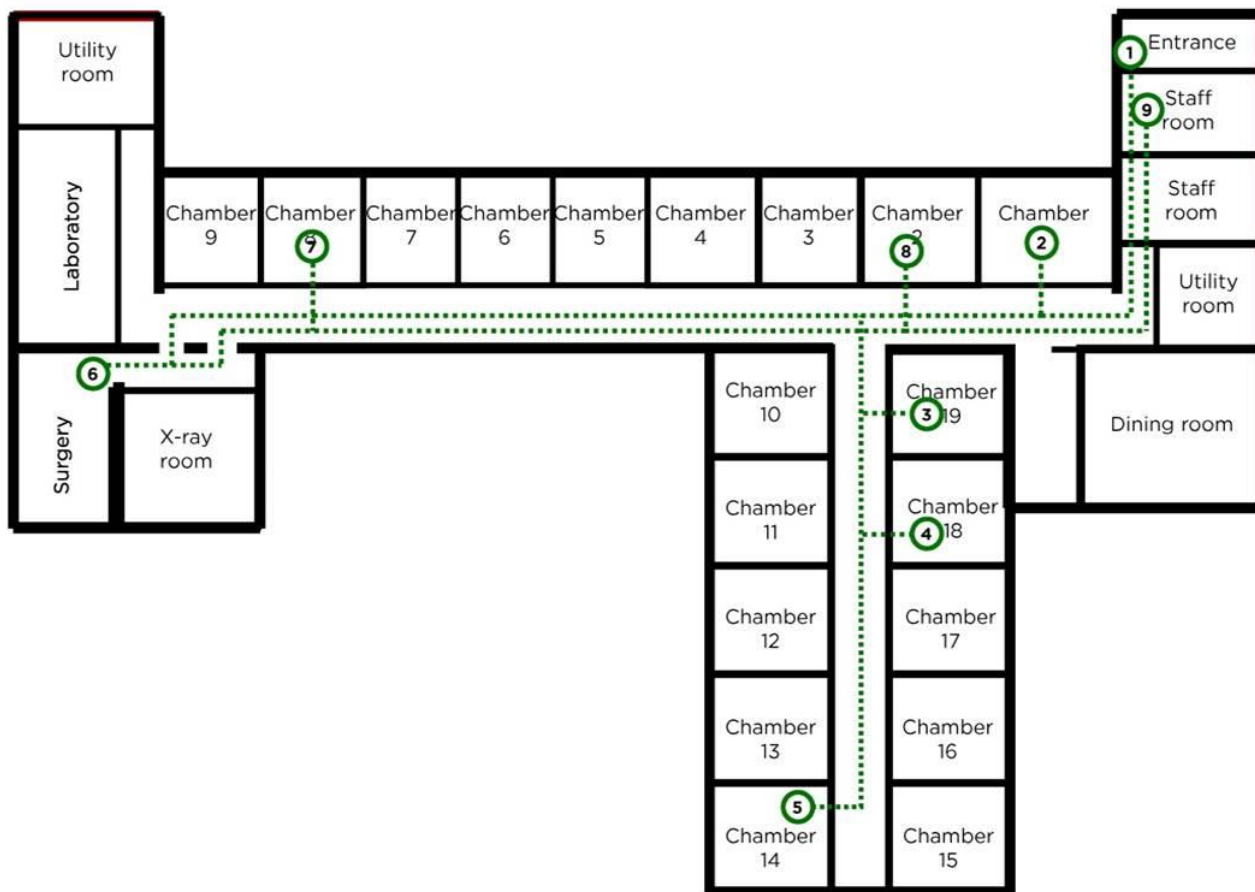 Utility
room
1
Entrance
9
Staff
room
Laboratory
Chamber
9
Chamber
8
7
Chamber
7
Chamber
6
Chamber
5
Chamber
4
Chamber
3
Chamber
2
8
Chamber
2
Staff
room
Utility
room
6
Surgery
X-ray
room
Chamber
10
Chamber
19
3
Dining room
Chamber
11
Chamber
18
4
Chamber
12
Chamber
17
Chamber
13
Chamber
16
5
Chamber
14
Chamber
15